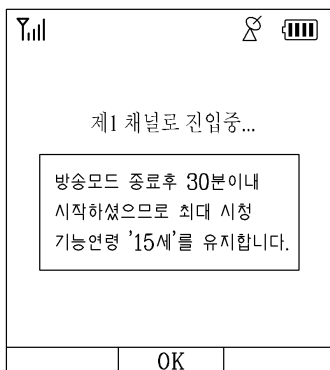 제1 채널로 진입중...
방송모드 종료후 30분이내
시작하셨으므로 최대 시청
기능연령 '15세'를 유지합니다.
OK